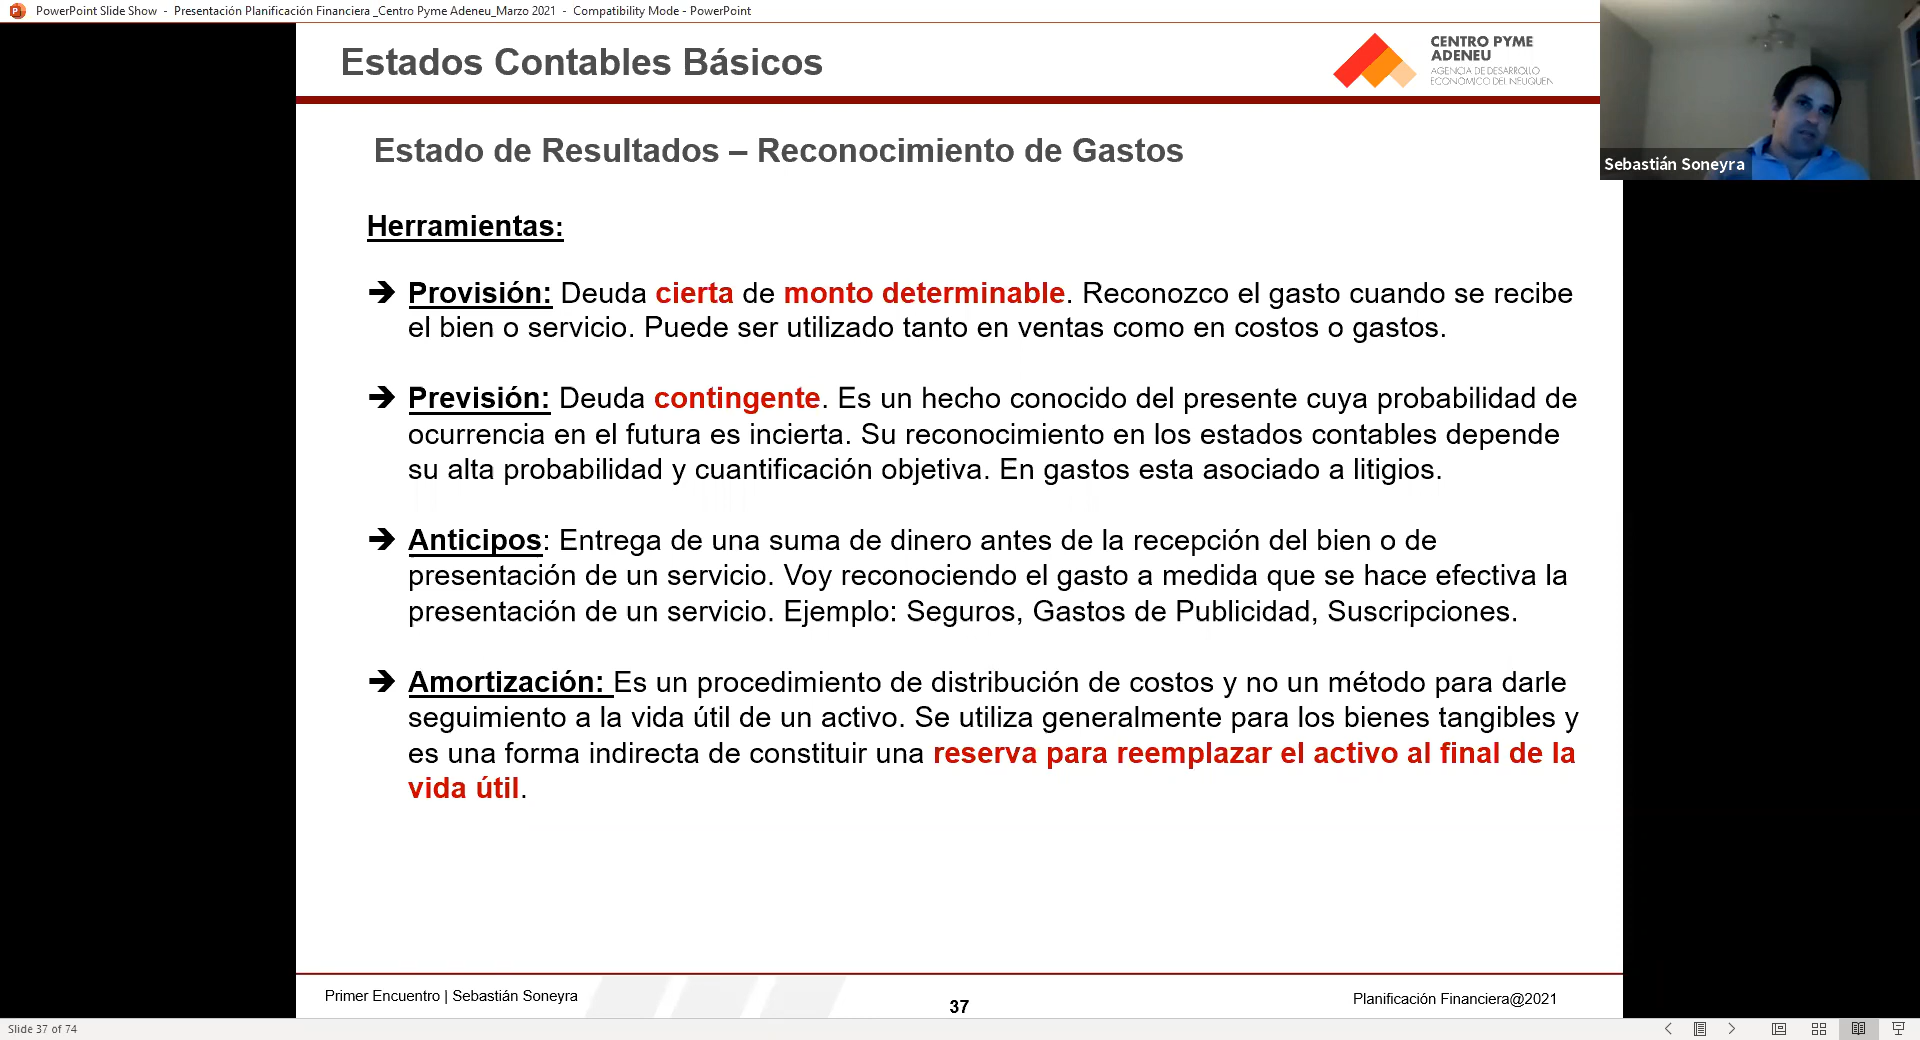 PowerPoint Slide Show - Presentación Planificación Financiera _Centro Pyme Adeneu_Marzo 2021 - Compatibility Mode - PowerPoint
Estados Contables Básicos
CENTRO PYME
ADENEU
AGENCIA DE DESARROLLO
ECONOMICO DEL NEUQUEN
Sebastián Soneyra
Estado de Resultados – Reconocimiento de Gastos
Herramientas:
➔ Provisión: Deuda cierta de monto determinable. Reconozco el gasto cuando se recibe
el bien o servicio. Puede ser utilizado tanto en ventas como en costos o gastos.
➔ Previsión: Deuda contingente. Es un hecho conocido del presente cuya probabilidad de
ocurrencia en el futura es incierta. Su reconocimiento en los estados contables depende
su alta probabilidad y cuantificación objetiva. En gastos esta asociado a litigios.
➔ Anticipos: Entrega de una suma de dinero antes de la recepción del bien o de
presentación de un servicio. Voy reconociendo el gasto a medida que se hace efectiva la
presentación de un servicio. Ejemplo: Seguros, Gastos de Publicidad, Suscripciones.
➔ Amortización: Es un procedimiento de distribución de costos y no un método para darle
seguimiento a la vida útil de un activo. Se utiliza generalmente para los bienes tangibles y
es una forma indirecta de constituir una reserva para reemplazar el activo al final de la
vida útil.
Primer Encuentro | Sebastián Soneyra
37
Planificación Financiera@2021
Slide 37 of 74